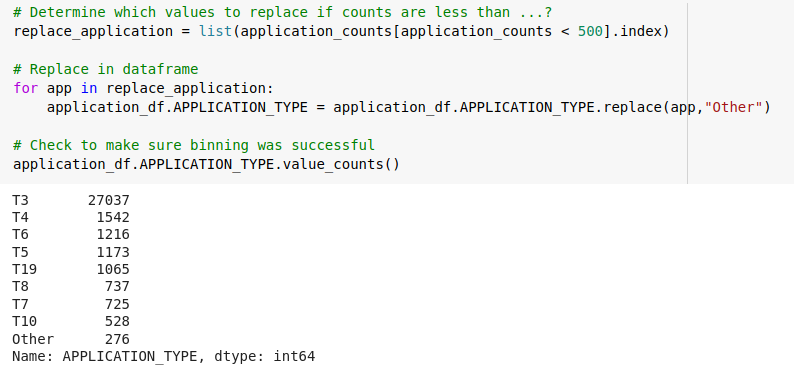 # Determine which values to replace if counts are less than ...?
replace_application = list(application_counts[application_counts < 500].index)
# Replace in dataframe
for app in replace_application:
    application_df.APPLICATION_TYPE = application_df.APPLICATION_TYPE.replace(app,"Other")
# Check to make sure binning was successful
application_df.APPLICATION_TYPE.value_counts()
T3       27037
T4        1542
T6        1216
T5        1173
T19       1065
T8         737
T7         725
T10        528
Other      276
Name: APPLICATION_TYPE, dtype: int64